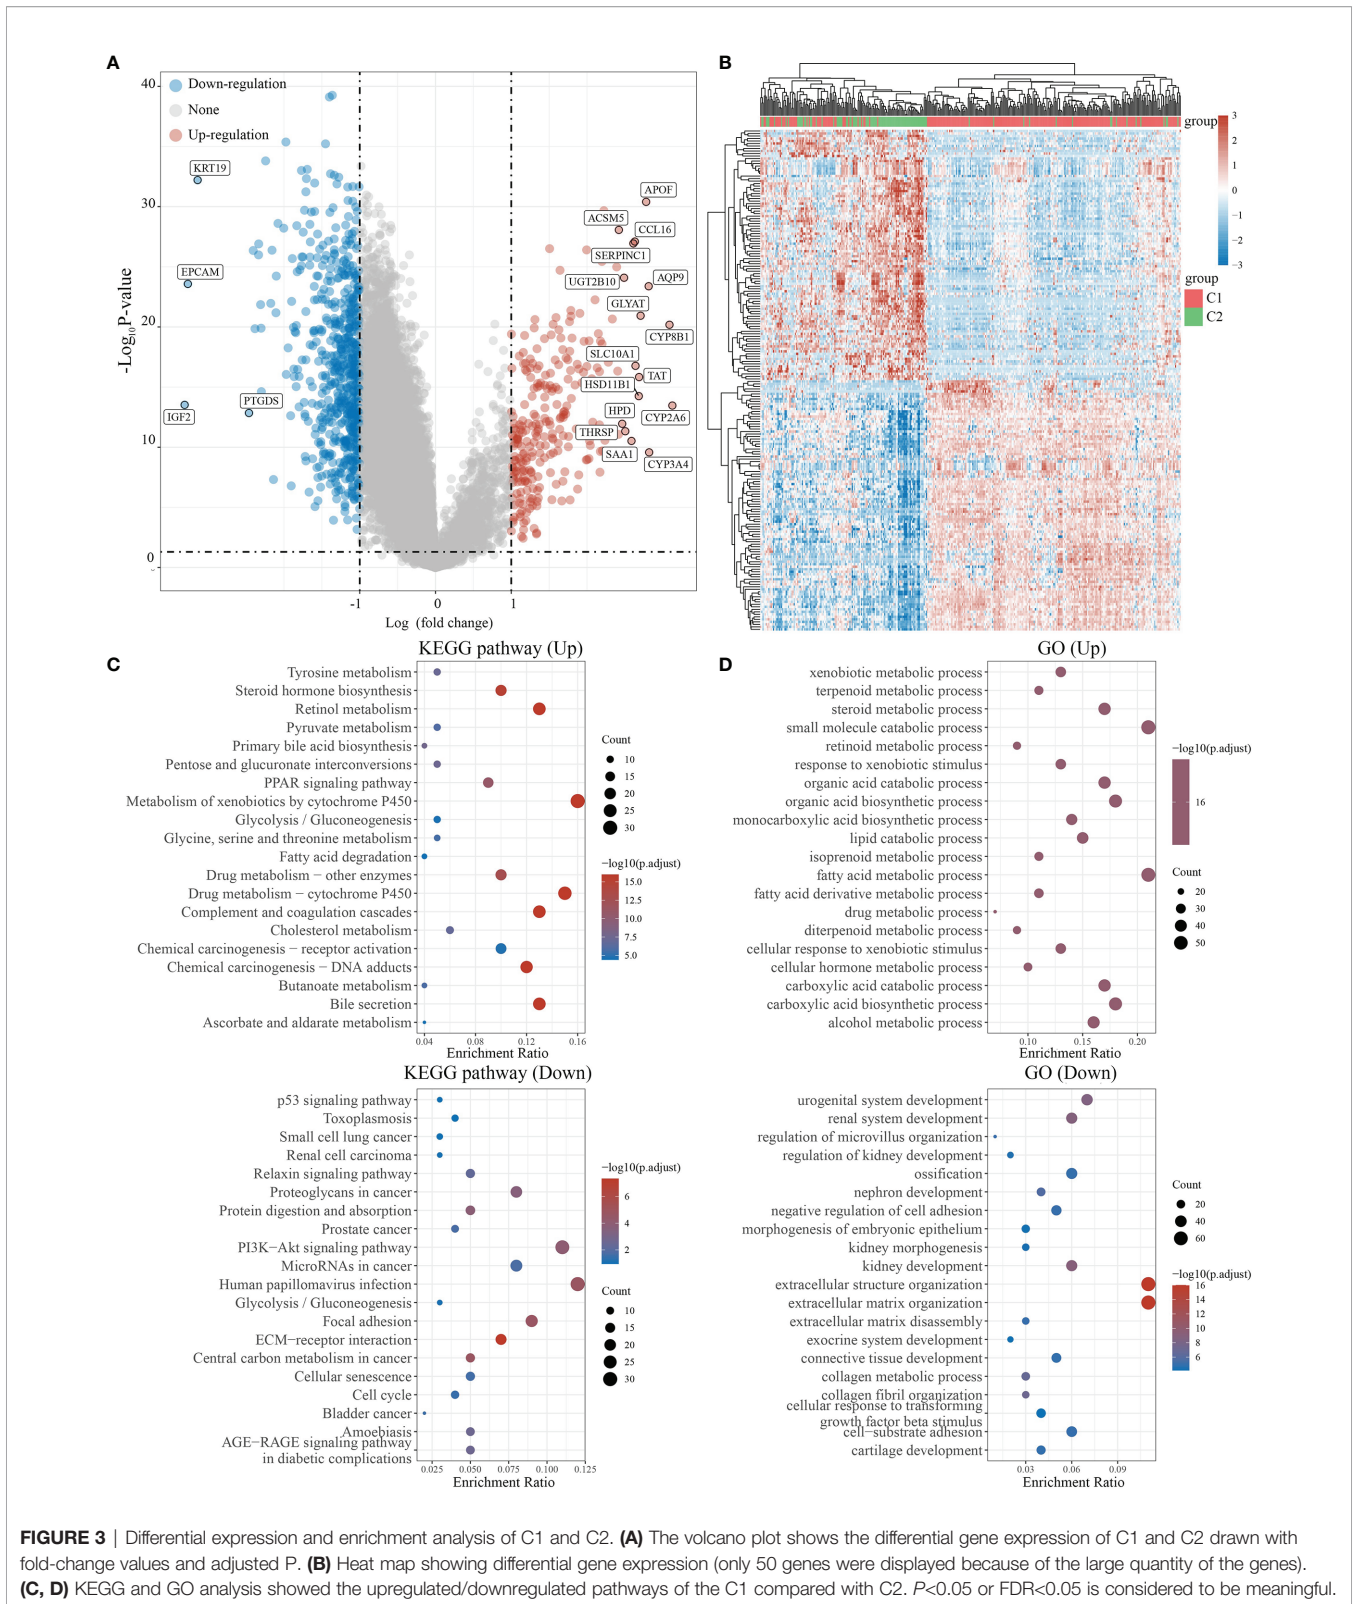 A
40
30
20
10
0
-Log10P-value
Down-regulation
None
Up-regulation
KRT19
EPCAM
IGF2
PTGDS
APOF
ACSM5
CCL16
SERPINC1
UGT2B10
AQP9
GLYAT
CYP8B1
SLC10A1
TAT
HSD11B1
CYP2A6
HPD
THRSP
SAA1
CYP3A4
-1
0
1
Log (fold change)
B
group
3
2
1
0
−1
−2
−3
group
C1
C2
C
KEGG pathway (Up)
Tyrosine metabolism
Steroid hormone biosynthesis
Retinol metabolism
Pyruvate metabolism
Primary bile acid biosynthesis
Pentose and glucuronate interconversions
PPAR signaling pathway
Metabolism of xenobiotics by cytochrome P450
Glycolysis / Gluconeogenesis
Glycine, serine and threonine metabolism
Fatty acid degradation
Drug metabolism − other enzymes
Drug metabolism − cytochrome P450
Complement and coagulation cascades
Cholesterol metabolism
Chemical carcinogenesis − receptor activation
Chemical carcinogenesis − DNA adducts
Butanoate metabolism
Bile secretion
Ascorbate and aldarate metabolism
0.04
0.08
0.12
0.16
Enrichment Ratio
Count
10
15
20
25
30
−log10(p.adjust)
15.0
12.5
10.0
7.5
5.0
D
GO (Up)
xenobiotic metabolic process
terpenoid metabolic process
steroid metabolic process
small molecule catabolic process
retinoid metabolic process
response to xenobiotic stimulus
organic acid catabolic process
organic acid biosynthetic process
monocarboxylic acid biosynthetic process
lipid catabolic process
isoprenoid metabolic process
fatty acid metabolic process
fatty acid derivative metabolic process
drug metabolic process
diterpenoid metabolic process
cellular response to xenobiotic stimulus
cellular hormone metabolic process
carboxylic acid catabolic process
carboxylic acid biosynthetic process
alcohol metabolic process
0.10
0.15
0.20
Enrichment Ratio
−log10(p.adjust)
16
Count
20
30
40
50
KEGG pathway (Down)
p53 signaling pathway
Toxoplasmosis
Small cell lung cancer
Renal cell carcinoma
Relaxin signaling pathway
Proteoglycans in cancer
Protein digestion and absorption
Prostate cancer
PI3K−Akt signaling pathway
MicroRNAs in cancer
Human papillomavirus infection
Glycolysis / Gluconeogenesis
Focal adhesion
ECM−receptor interaction
Central carbon metabolism in cancer
Cellular senescence
Cell cycle
Bladder cancer
Amoebiasis
AGE−RAGE signaling pathway
in diabetic complications
0.025
0.050
0.075
0.100
0.125
Enrichment Ratio
−log10(p.adjust)
6
4
2
Count
10
15
20
25
30
GO (Down)
urogenital system development
renal system development
regulation of microvillus organization
regulation of kidney development
ossification
nephron development
negative regulation of cell adhesion
morphogenesis of embryonic epithelium
kidney morphogenesis
kidney development
extracellular structure organization
extracellular matrix organization
extracellular matrix disassembly
exocrine system development
connective tissue development
collagen metabolic process
collagen fibril organization
cellular response to transforming
growth factor beta stimulus
cell−substrate adhesion
cartilage development
0.03
0.06
0.09
Enrichment Ratio
Count
20
40
60
−log10(p.adjust)
16
14
12
10
8
6
FIGURE 3 | Differential expression and enrichment analysis of C1 and C2. (A) The volcano plot shows the differential gene expression of C1 and C2 drawn with
fold-change values and adjusted P. (B) Heat map showing differential gene expression (only 50 genes were displayed because of the large quantity of the genes).
(C, D) KEGG and GO analysis showed the upregulated/downregulated pathways of the C1 compared with C2. P<0.05 or FDR<0.05 is considered to be meaningful.